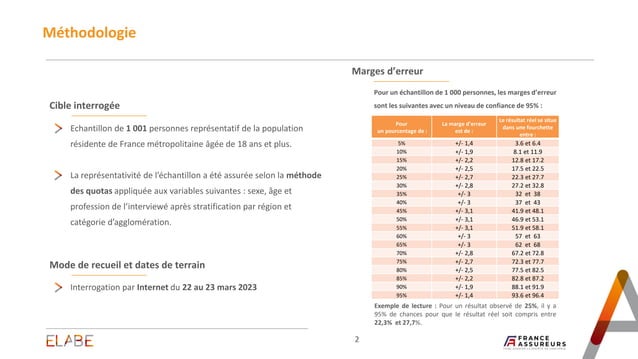 Méthodologie
Cible interrogée
Echantillon de 1 001 personnes représentatif de la population
résidente de France métropolitaine âgée de 18 ans et plus.
La représentativité de l'échantillon a été assurée selon la méthode
des quotas appliquée aux variables suivantes : sexe, âge et
profession de l'interviewé après stratification par région et
catégorie d'agglomération.
Mode de recueil et dates de terrain
Interrogation par Internet du 22 au 23 mars 2023
Marges d'erreur
Pour un échantillon de 1 000 personnes, les marges d'erreur
sont les suivantes avec un niveau de confiance de 95% :
Pour un pourcentage de : La marge d'erreur est de : Le résultat réel se situe dans une fourchette entre :
5% +/- 1,4 3.6 et 6.4
10% +/- 1,9 8.1 et 11.9
15% +/- 2,2 12.8 et 17.2
20% +/- 2,5 17.5 et 22.5
25% +/- 2,7 22.3 et 27.7
30% +/- 2,8 27.2 et 32.8
35% +/- 3 32 et 38
40% +/- 3 37 et 43
45% +/- 3,1 41.9 et 48.1
50% +/- 3,1 46.9 et 53.1
55% +/- 3,1 51.9 et 58.1
60% +/- 3 57 et 63
65% +/- 3 62 et 68
70% +/- 2,8 67.2 et 72.8
75% +/- 2,7 72.3 et 77.7
80% +/- 2,5 77.5 et 82.5
85% +/- 2,2 82.8 et 87.2
90% +/- 1,9 88.1 et 91.9
95% +/- 1,4 93.6 et 96.4
Exemple de lecture : Pour un résultat observé de 25%, il y a
95% de chances pour que le résultat réel soit compris entre
22,3% et 27,7%.
ELABE
2
FRANCE
ASSUREURS